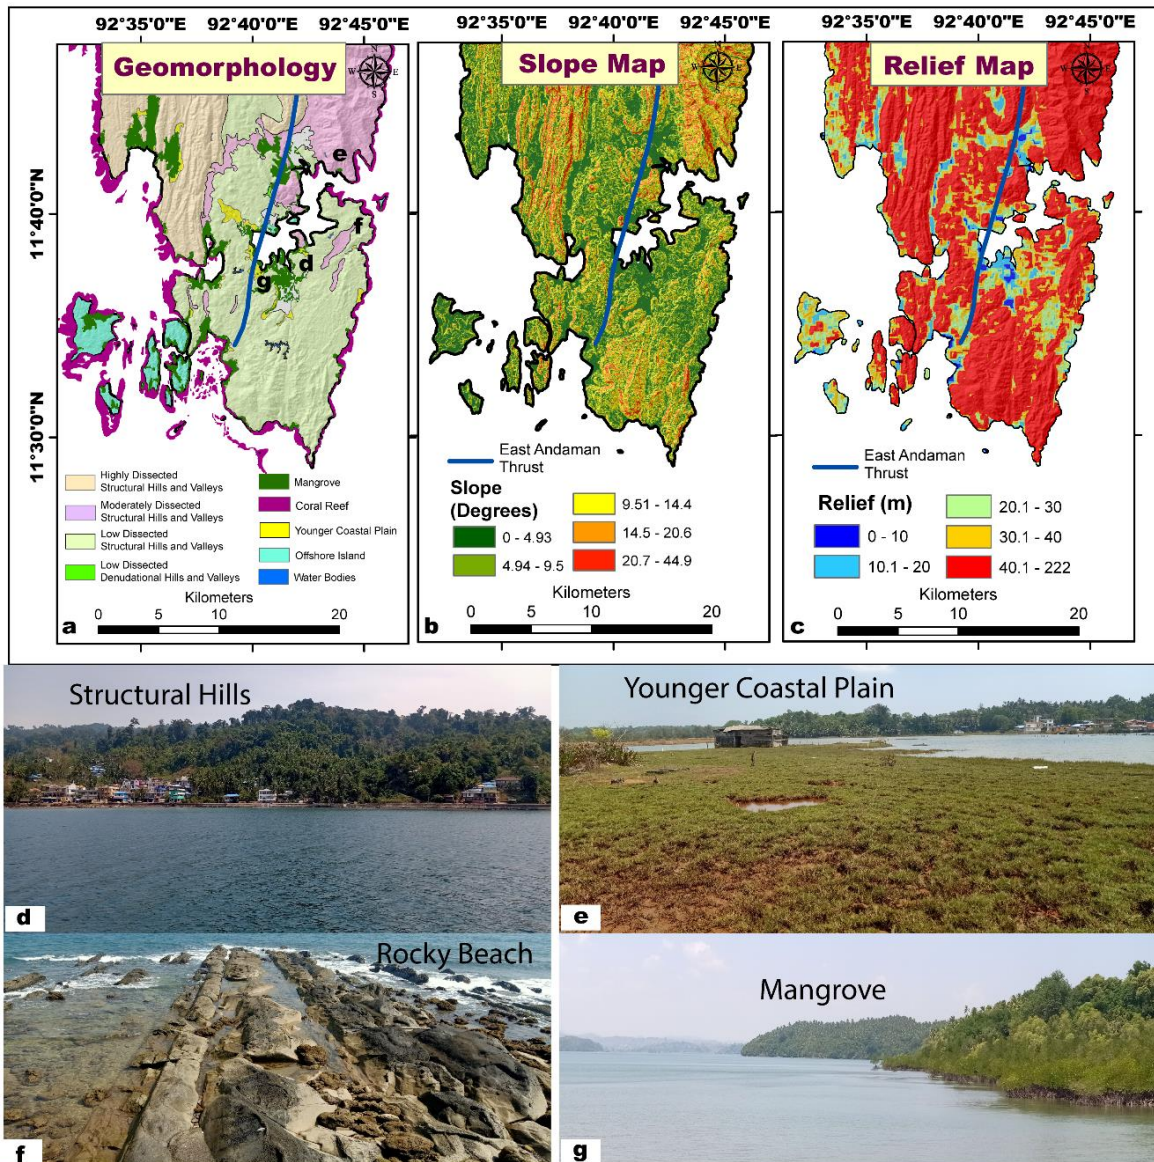 92°35'0"E 92°40'0"E 92°45'0"E 92°35'0"E 92°40'0"E 92°45'0"E 92°35'0"E 92°40'0"E 92°45'0"E
Geomorphology
N
W E
S
Slope Map
N
W E
S
Relief Map
N
W E
S
11°40'0"N
11°30'0"N
e
f
d
g
Highly Dissected
Structural Hills and Valleys
Moderately Dissected
Structural Hills and Valleys
Low Dissected
Structural Hills and Valleys
Low Dissected
Denudational Hills and Valleys
Mangrove
Coral Reef
Younger Coastal Plain
Offshore Island
Water Bodies
Kilometers
0 5 10 20
a
East Andaman
Thrust
Slope
(Degrees)
0 - 4.93
4.94 - 9.5
9.51 - 14.4
14.5 - 20.6
20.7 - 44.9
Kilometers
0 5 10 20
b
East Andaman
Thrust
Relief (m)
0 - 10
10.1 - 20
20.1 - 30
30.1 - 40
40.1 - 222
Kilometers
0 5 10 20
c
Structural Hills
d
Younger Coastal Plain
e
Rocky Beach
f
Mangrove
g